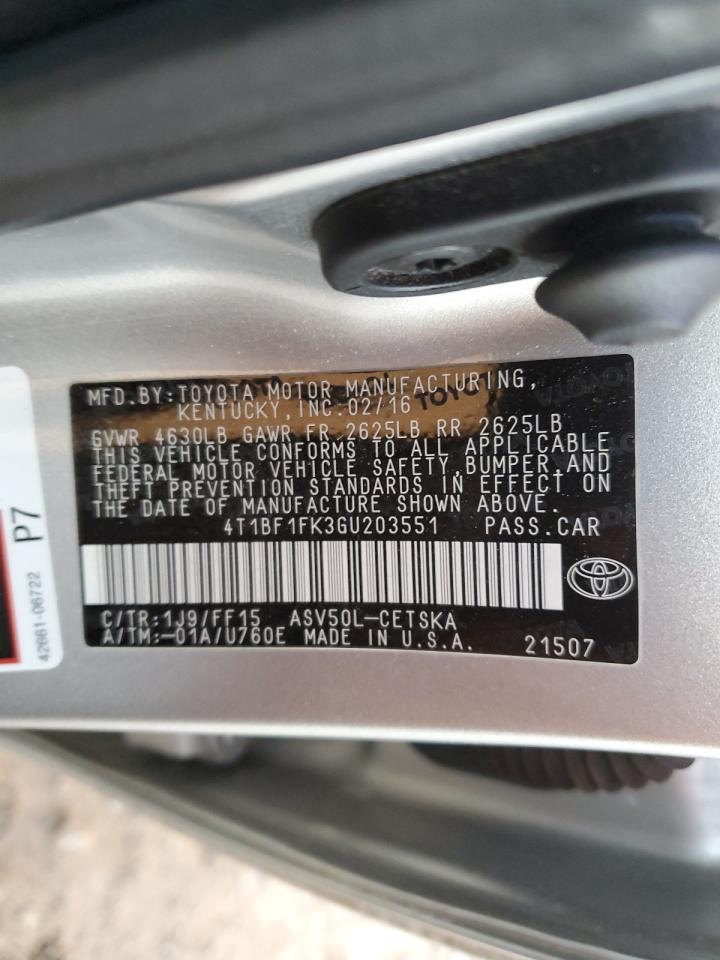 MFD.BY:TOYOTA MOTOR MANUFACTURING,
KENTUCKY,INC.02/16
TOYOTA
GVWR 4630LB GAWR FR 2625LB RR 2625LB
THIS VEHICLE CONFORMS TO ALL APPLICABLE
FEDERAL MOTOR VEHICLE SAFETY,BUMPER,AND
THEFT PREVENTION STANDARDS IN EFFECT ON
THE DATE OF MANUFACTURE SHOWN ABOVE.
4T1BF1FK3GU203551 PASS.CAR
C/TR:1J9/FF15 ASV50L-CETSKA
A/TM:-01A/U760E MADE IN U.S.A. 21507
P7
42661-06722